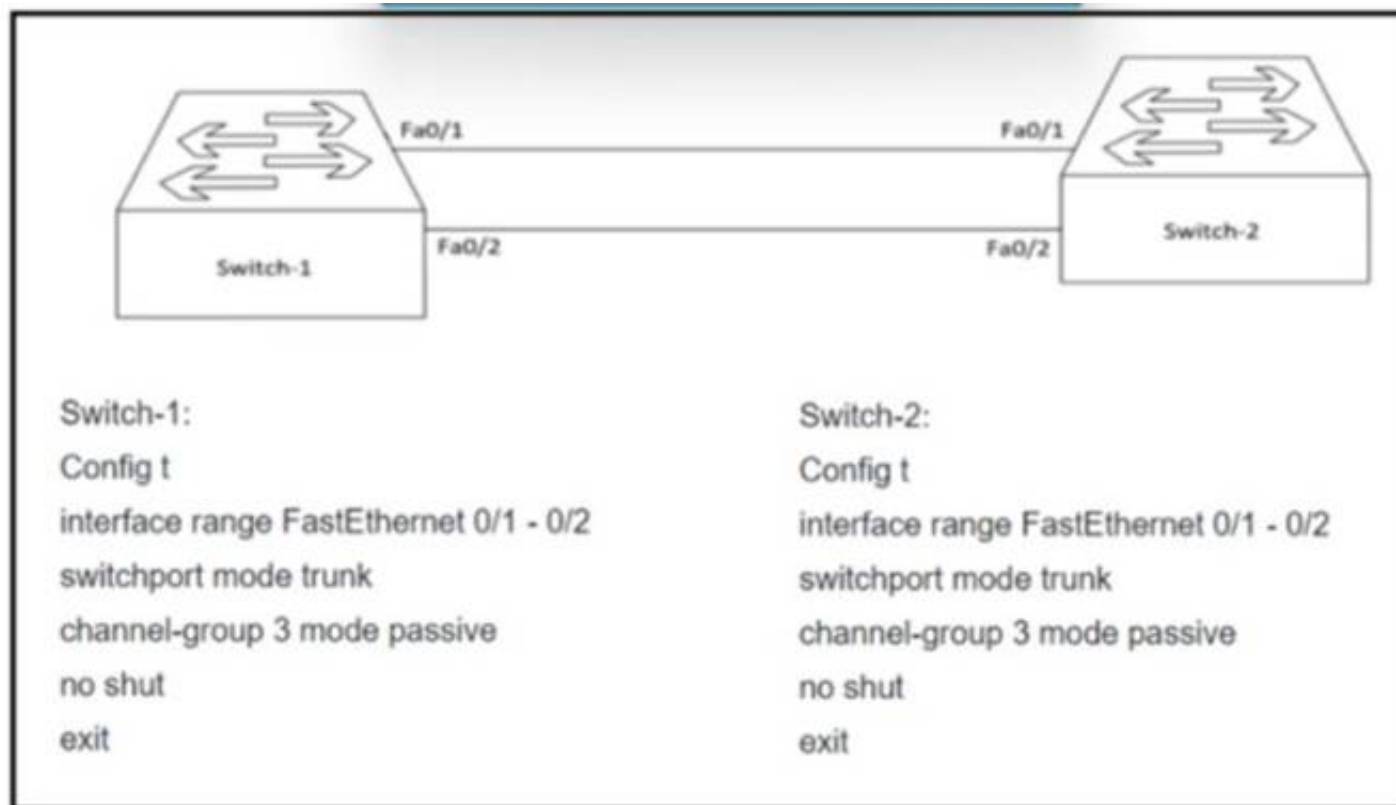 Fa0/1
Fa0/1
Fa0/2
Fa0/2
Switch-1
Switch-2
Switch-1:
Config t
interface range FastEthernet 0/1 - 0/2
switchport mode trunk
channel-group 3 mode passive
no shut
exit
Switch-2:
Config t
interface range FastEthernet 0/1 - 0/2
switchport mode trunk
channel-group 3 mode passive
no shut
exit